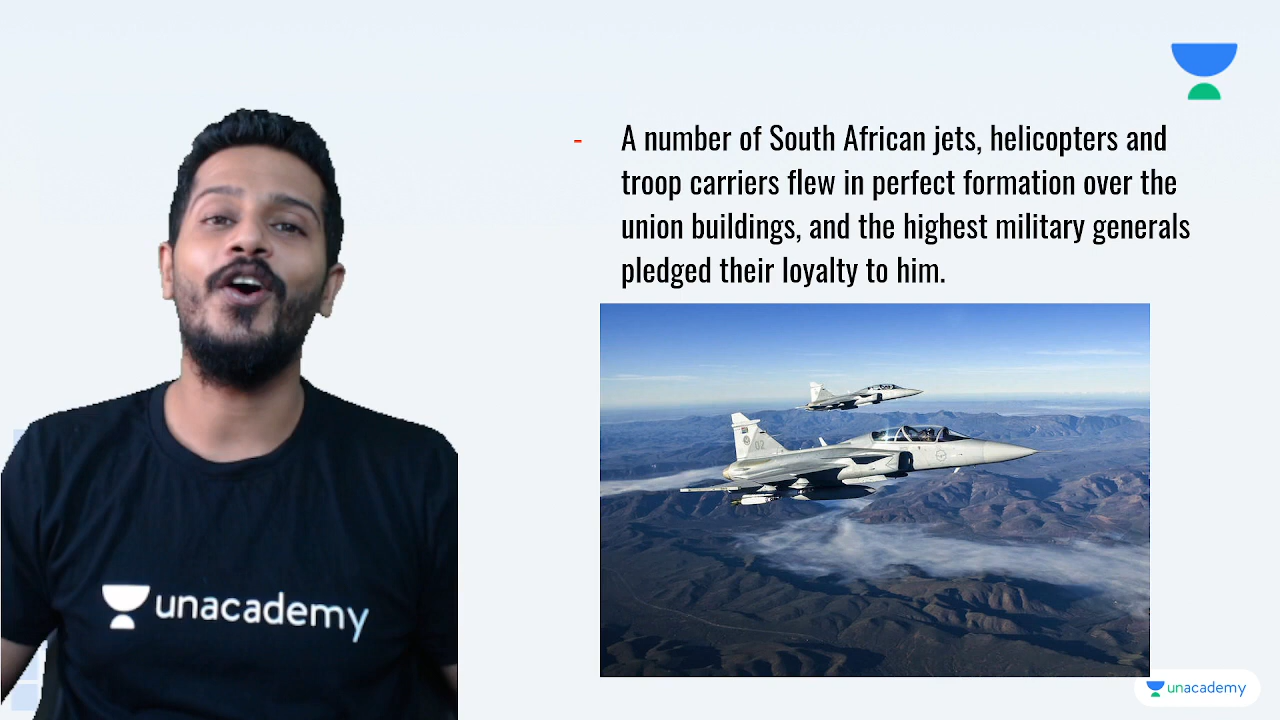 - A number of South African jets, helicopters and
troop carriers flew in perfect formation over the
union buildings, and the highest military generals
pledged their loyalty to him.
02
unacademy
unacademy